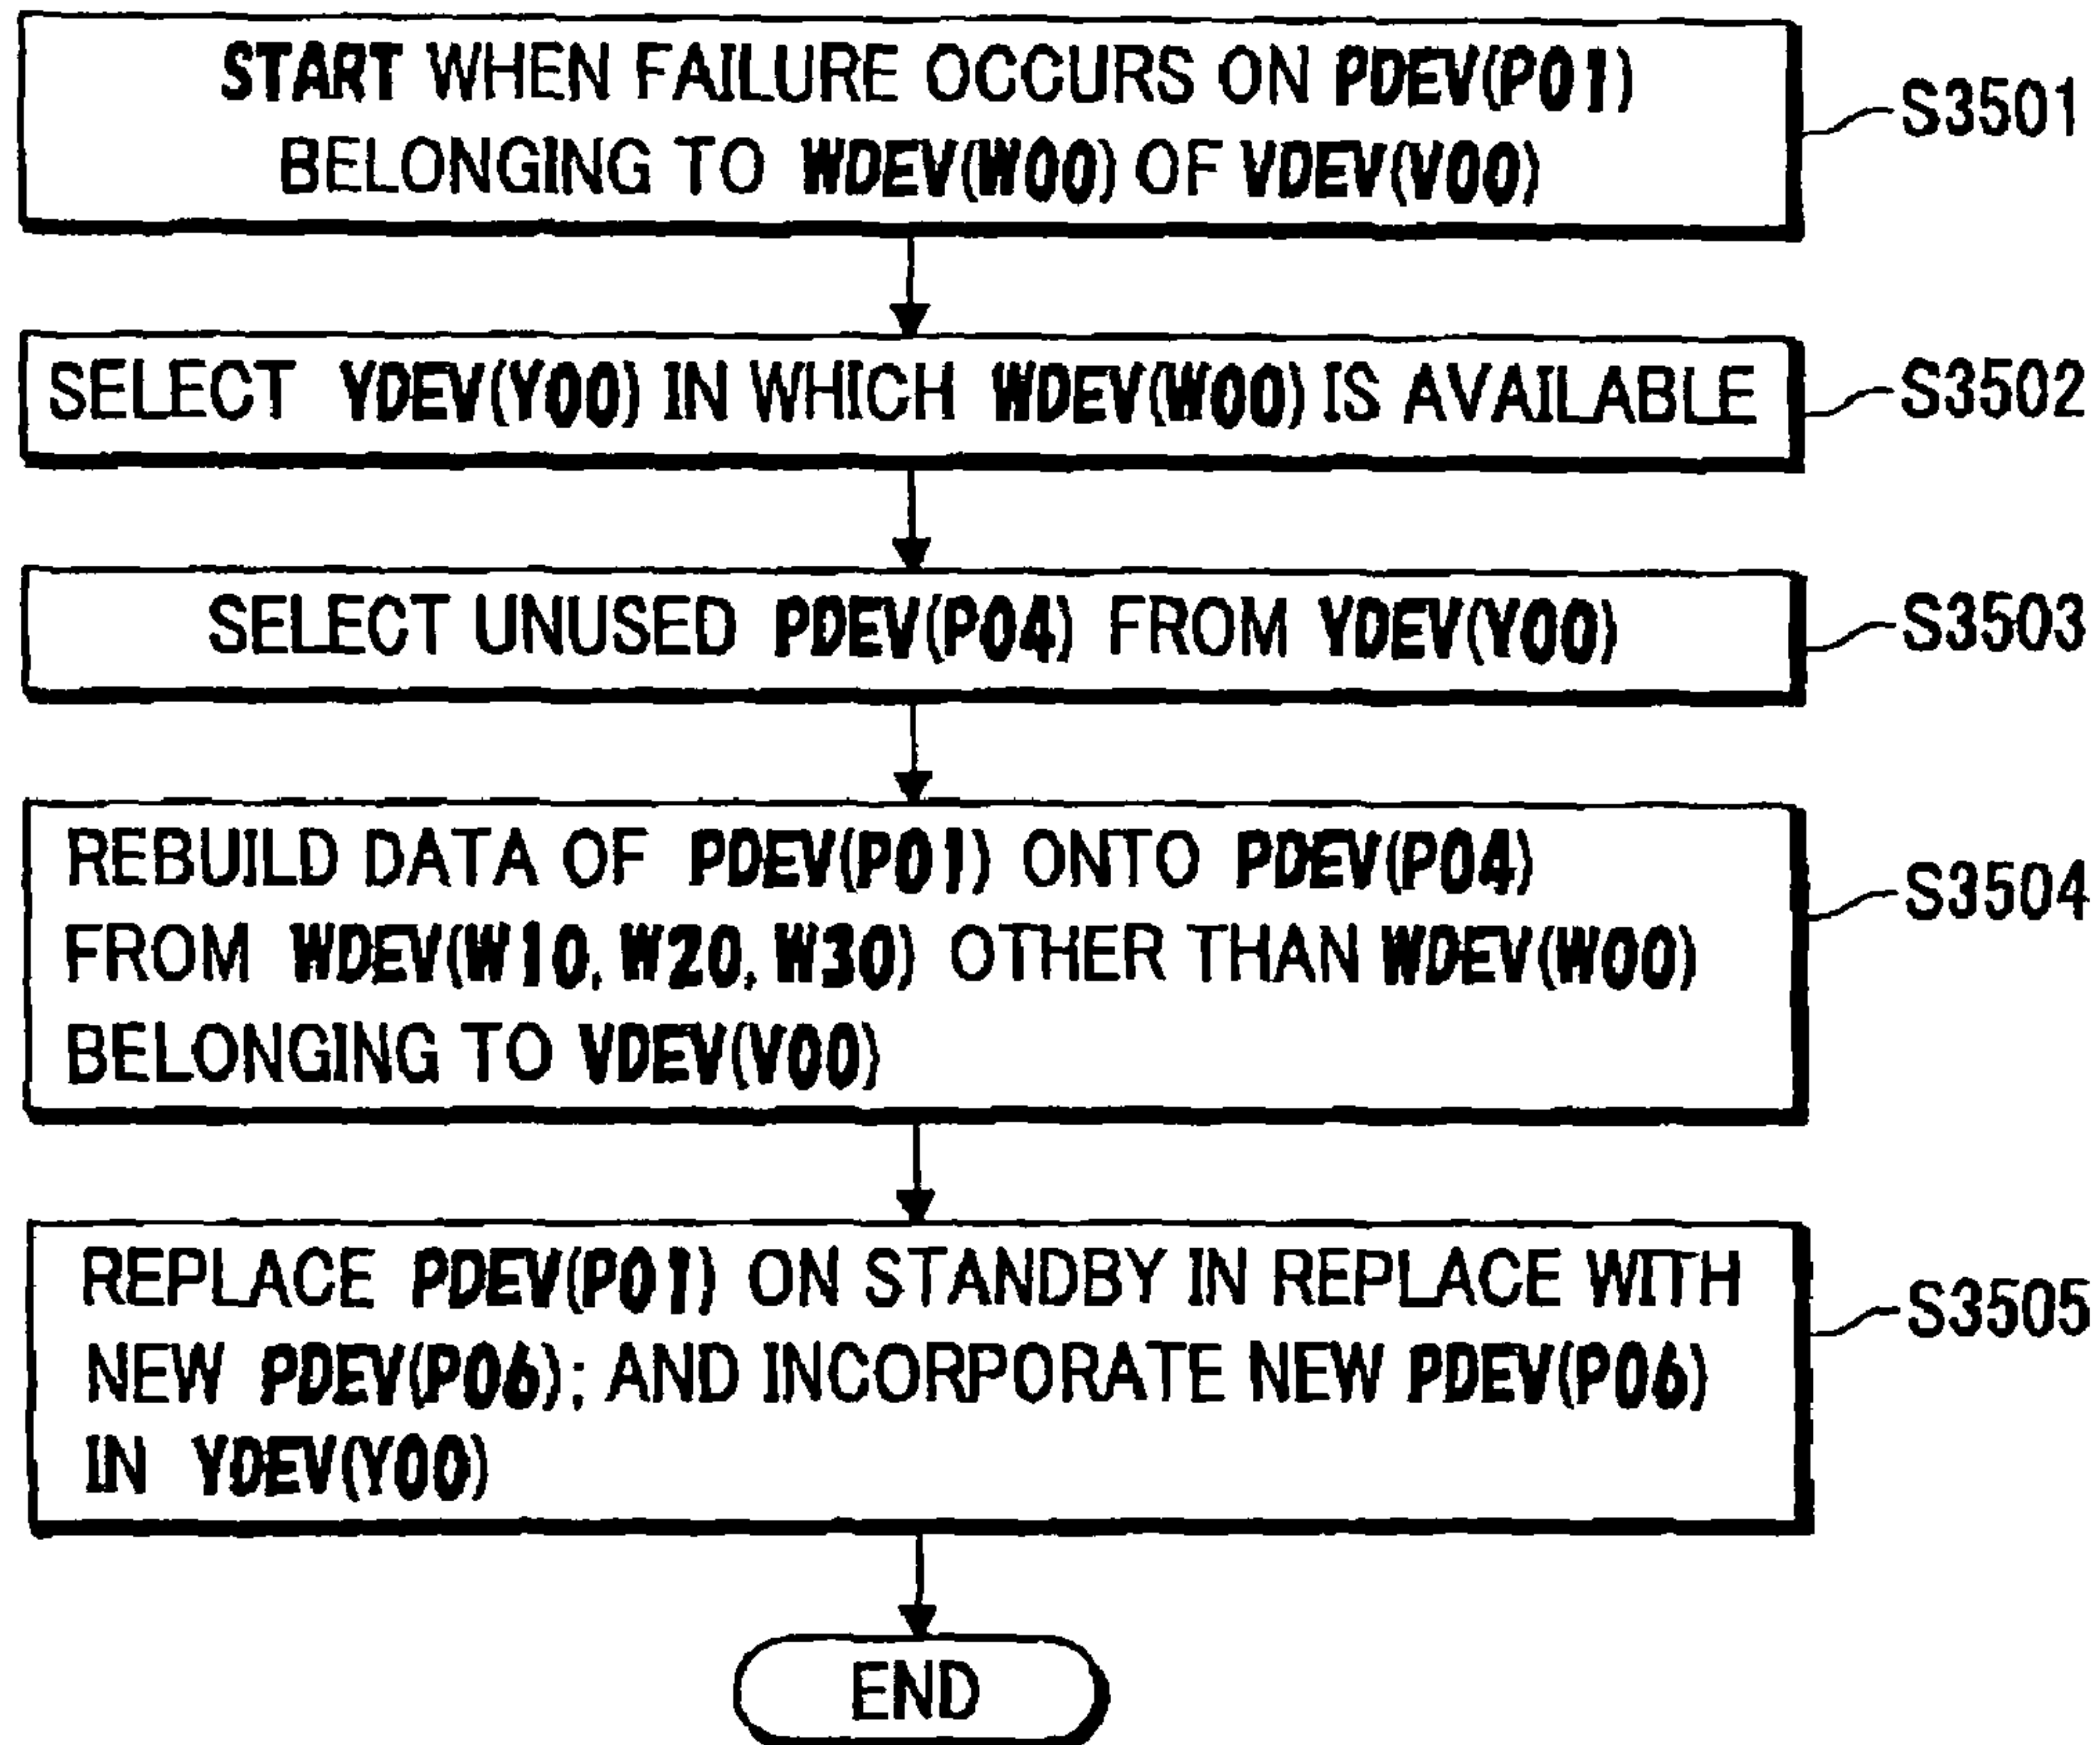 START WHEN FAILURE OCCURS ON PDEV(P01)
BELONGING TO WDEV(W00) OF VDEV(V00)
S3501
SELECT YDEV(Y00) IN WHICH WDEV(W00) IS AVAILABLE
S3502
SELECT UNUSED PDEV(P04) FROM YDEV(Y00)
S3503
REBUILD DATA OF PDEV(P01) ONTO PDEV(P04)
FROM WDEV(W10, W20, W30) OTHER THAN WDEV(W00)
BELONGING TO VDEV(V00)
S3504
REPLACE PDEV(P01) ON STANDBY IN REPLACE WITH
NEW PDEV(P06); AND INCORPORATE NEW PDEV(P06)
IN YDEV(Y00)
S3505
END